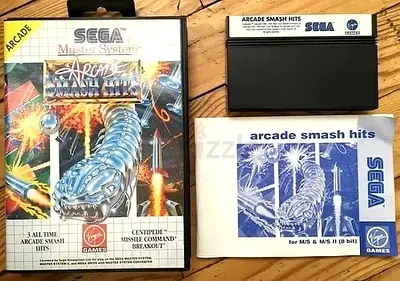 ARCADE
SEGA
Master System
ARCADE
SMASH HITS
3 ALL TIME
ARCADE SMASH
HITS
Virgin
GAMES
CENTIPEDE
MISSILE COMMAND
BREAKOUT
ARCADE SMASH HITS
SEGA
Virgin
arcade smash hits
SEGA
for M/S & M/S II (8 bit)
Virgin
GAMES